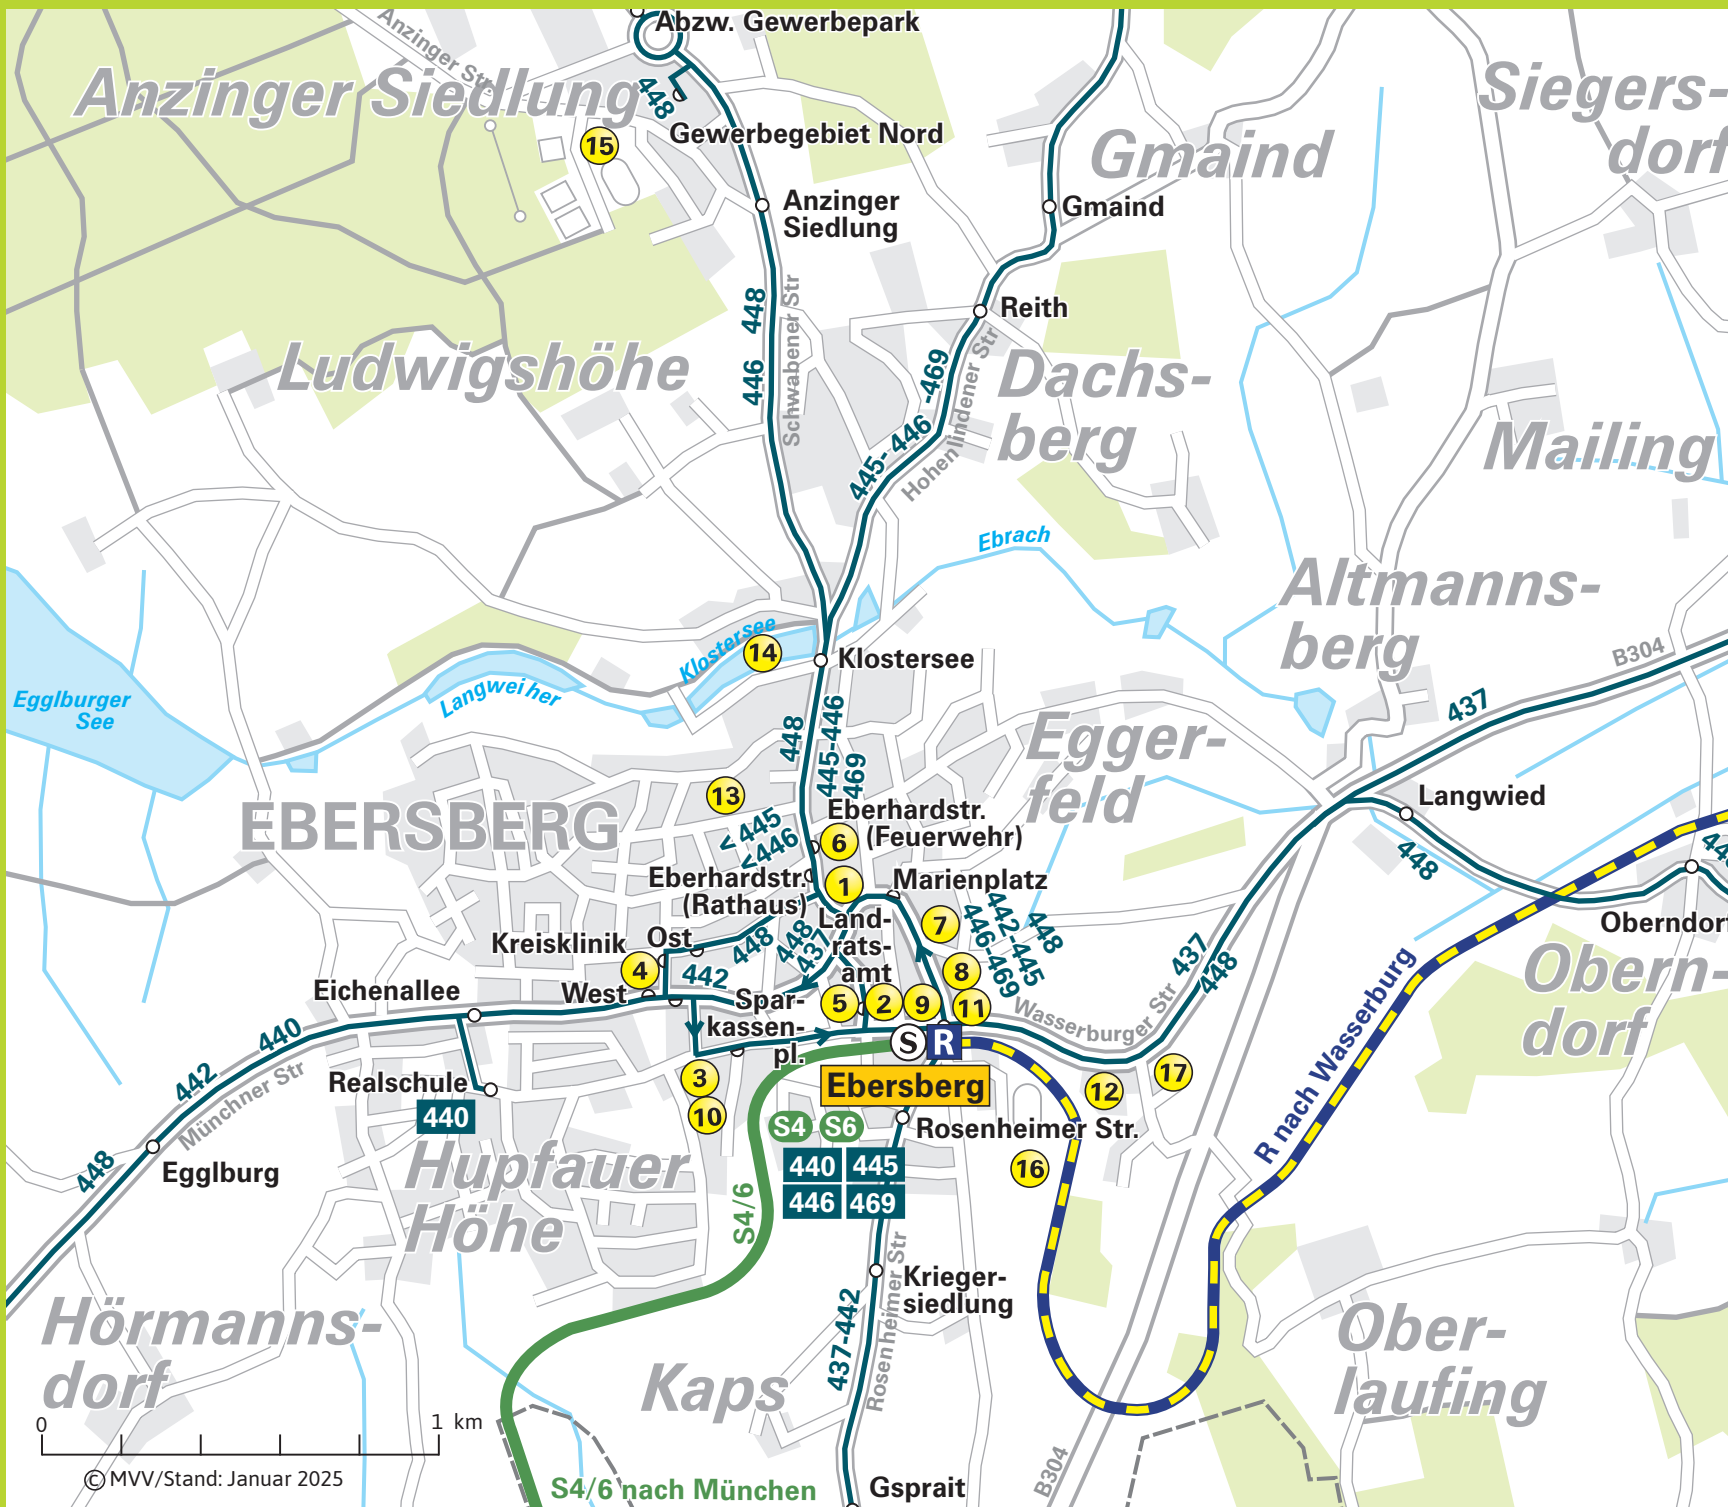 Abzw. Gewerbepark
Anzinger Str.
Anzinger Siedlung
448
Gewerbegebiet Nord
15
Siegers-
dorf
Gmaind
Gmaind
Anzinger
Siedlung
Reith
448
446
Schwabener Str
Ludwigshöhe
445-446-469
Hohenlindener Str
Dachs-
berg
Mailing
Ebrach
Altmanns-
berg
B304
437
Klostersee
14
Klostersee
Langweiher
Egglburger
See
448
445-446
469
Egger-
feld
Langwied
448
13
EBERSBERG
< 445
<446
Eberhardstr.
(Feuerwehr)
6
Eberhardstr.
(Rathaus)
1
Marienplatz
Land-
rats-
amt
7
448
442-445
446-469
Oberndorf
Obern-
dorf
Kreisklinik
Ost
West
4
448
448
437
442
8
5
2
9
11
Spar-
kassen-
pl.
Eichenallee
440
442
448
Münchner Str
Egglburg
Realschule
440
Wasserburger Str
437
448
R nach Wasserburg
S
R
Ebersberg
3
10
12
17
16
S4
S6
440
445
446
469
Rosenheimer Str.
Hupfauer
Höhe
S4/6
Krieger-
siedlung
Rosenheimer Str
437-442
Hörmanns-
dorf
Kaps
Ober-
laufing
B304
0
1 km
© MVV/Stand: Januar 2025
S4/6 nach München
Gsprait